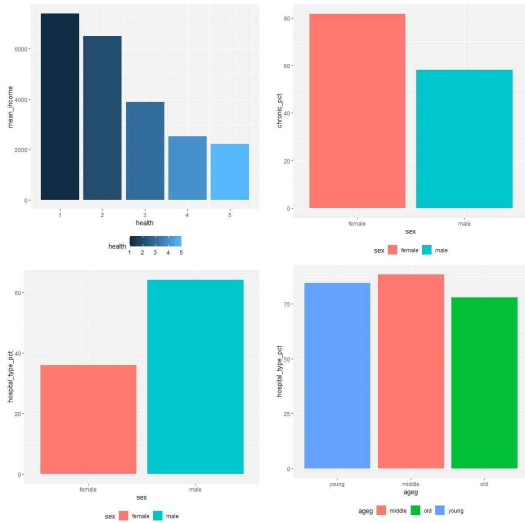 mean_income
6000
4000
2000
0
1 2 3 4 5
health
health
1 2 3 4 5
chronic_pct
80
60
40
20
0
female male
sex
sex female male
hospital_type_pct
60
40
20
0
female male
sex
sex female male
hospital_type_pct
75
50
25
0
young middle old
ageg
ageg middle old young